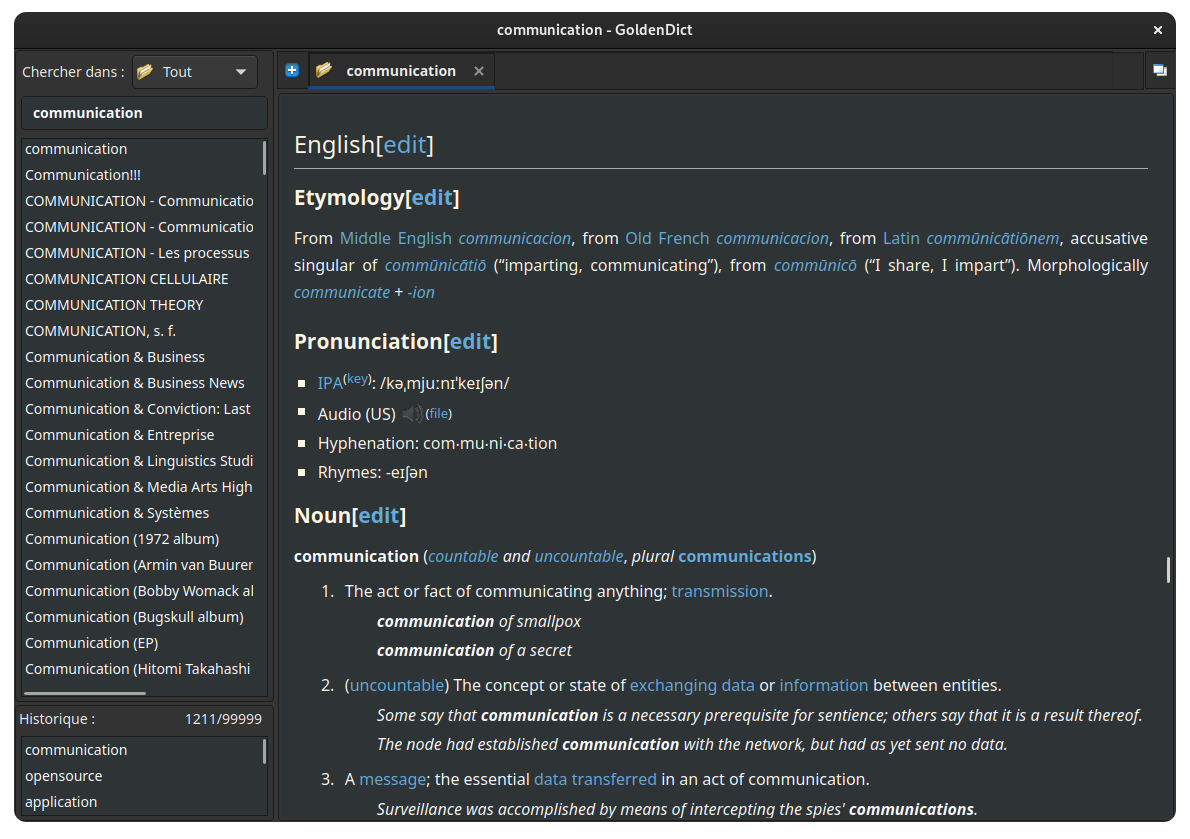 communication - GoldenDict
Chercher dans : Tout
communication
communication
communication
Communication!!!
COMMUNICATION - Communicatio
COMMUNICATION - Communicatio
COMMUNICATION - Les processus
COMMUNICATION CELLULAIRE
COMMUNICATION THEORY
COMMUNICATION, s. f.
Communication & Business
Communication & Business News
Communication & Conviction: Last
Communication & Entreprise
Communication & Linguistics Studi
Communication & Media Arts High
Communication & Systèmes
Communication (1972 album)
Communication (Armin van Buurer
Communication (Bobby Womack al
Communication (Bugskull album)
Communication (EP)
Communication (Hitomi Takahashi
Historique : 1211/99999
communication
opensource
application
English[edit]
Etymology[edit]
From Middle English communicacion, from Old French communicacion, from Latin commūnicātiōnem, accusative
singular of commūnicātiō (“imparting, communicating”), from commūnicō (“I share, I impart”). Morphologically
communicate + -ion
Pronunciation[edit]
IPA(key): /kəˌmjuːnɪˈkeɪʃən/
Audio (US) (file)
Hyphenation: com‧mu‧ni‧ca‧tion
Rhymes: -eɪʃən
Noun[edit]
communication (countable and uncountable, plural communications)
1. The act or fact of communicating anything; transmission.
communication of smallpox
communication of a secret
2. (uncountable) The concept or state of exchanging data or information between entities.
Some say that communication is a necessary prerequisite for sentience; others say that it is a result thereof.
The node had established communication with the network, but had as yet sent no data.
3. A message; the essential data transferred in an act of communication.
Surveillance was accomplished by means of intercepting the spies' communications.